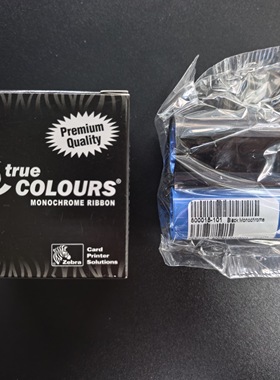 Premium
Quality
true
COLOURS®
MONOCHROME RIBBON
Zebra
Card
Printer
Solutions
800015-101 Black Monochrome